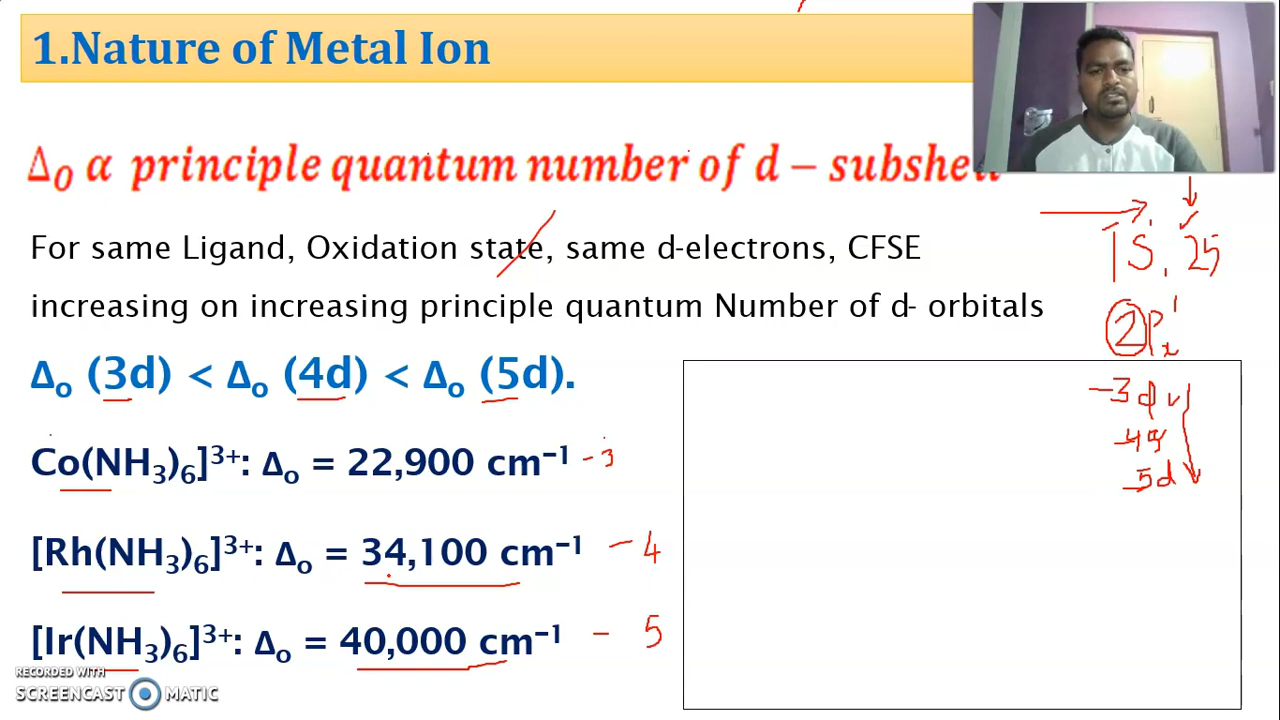 1.Nature of Metal Ion
Δo α principle quantum number of d − subshell
For same Ligand, Oxidation state, same d-electrons, CFSE
increasing on increasing principle quantum Number of d- orbitals
Δo (3d) < Δo (4d) < Δo (5d).
Co(NH3)6]3+: Δo = 22,900 cm−1 - 3
[Rh(NH3)6]3+: Δo = 34,100 cm−1 - 4
[Ir(NH3)6]3+: Δo = 40,000 cm−1 - 5
1S. 2S
2Px1
-3d
4d
5d
RECORDED WITH
SCREENCAST MATIC